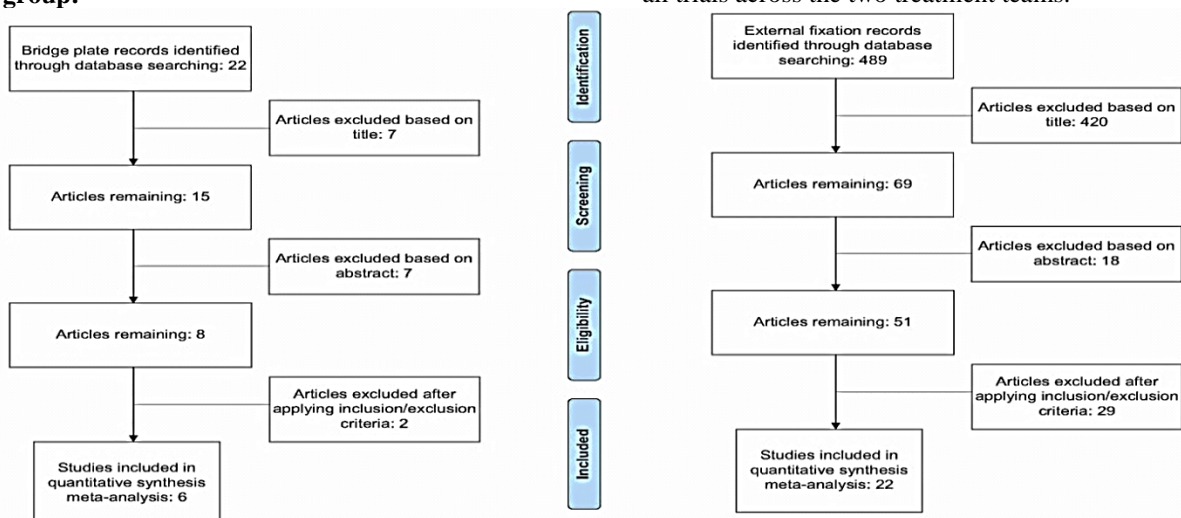 group.
all trials across the two treatment teams.
Bridge plate records identified
through database searching: 22
Articles excluded based on
title: 7
Articles remaining: 15
Articles excluded based on
abstract: 7
Articles remaining: 8
Articles excluded after
applying inclusion/exclusion
criteria: 2
Studies included in
quantitative synthesis
meta-analysis: 6
Identification
Screening
Eligibility
Included
External fixation records
identified through database
searching: 489
Articles excluded based on
title: 420
Articles remaining: 69
Articles excluded based on
abstract: 18
Articles remaining: 51
Articles excluded after
applying inclusion/exclusion
criteria: 29
Studies included in
quantitative synthesis
meta-analysis: 22